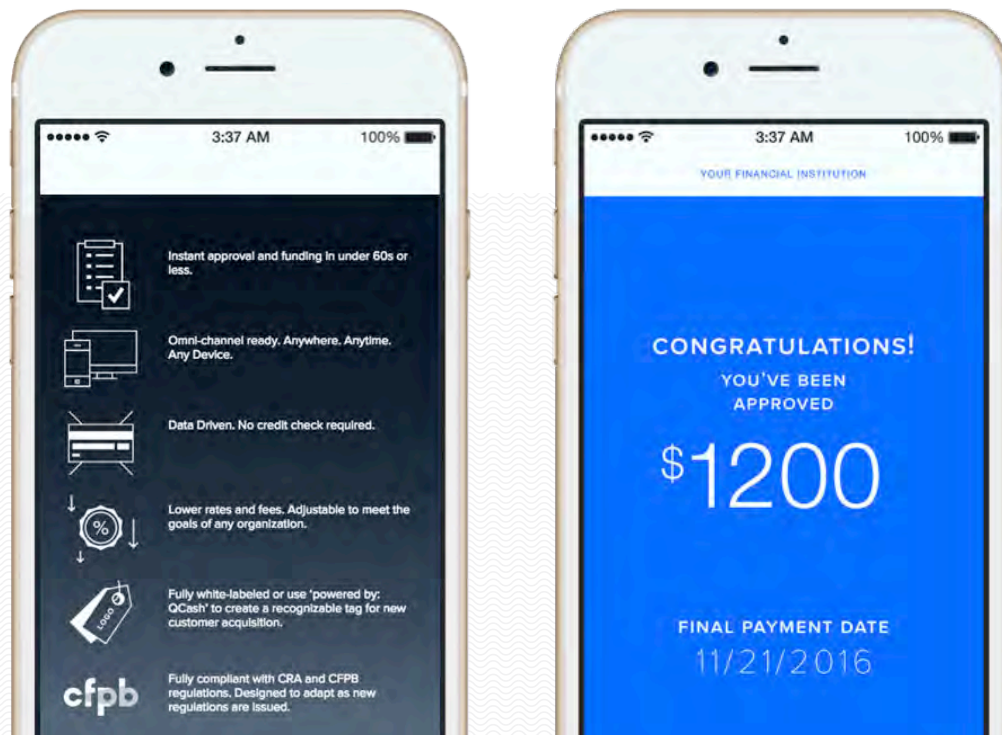 3:37 AM
100%
Instant approval and funding in under 60s or
less.
Omni-channel ready. Anywhere. Anytime.
Any Device.
Data Driven. No credit check required.
%
Lower rates and fees. Adjustable to meet the
goals of any organization.
LOGO
Fully white-labeled or use 'powered by:
QCash' to create a recognizable tag for new
customer acquisition.
cfpb
Fully compliant with CRA and CFPB
regulations. Designed to adapt as new
regulations are issued.
3:37 AM
100%
YOUR FINANCIAL INSTITUTION
CONGRATULATIONS!
YOU'VE BEEN
APPROVED
$1200
FINAL PAYMENT DATE
11/21/2016